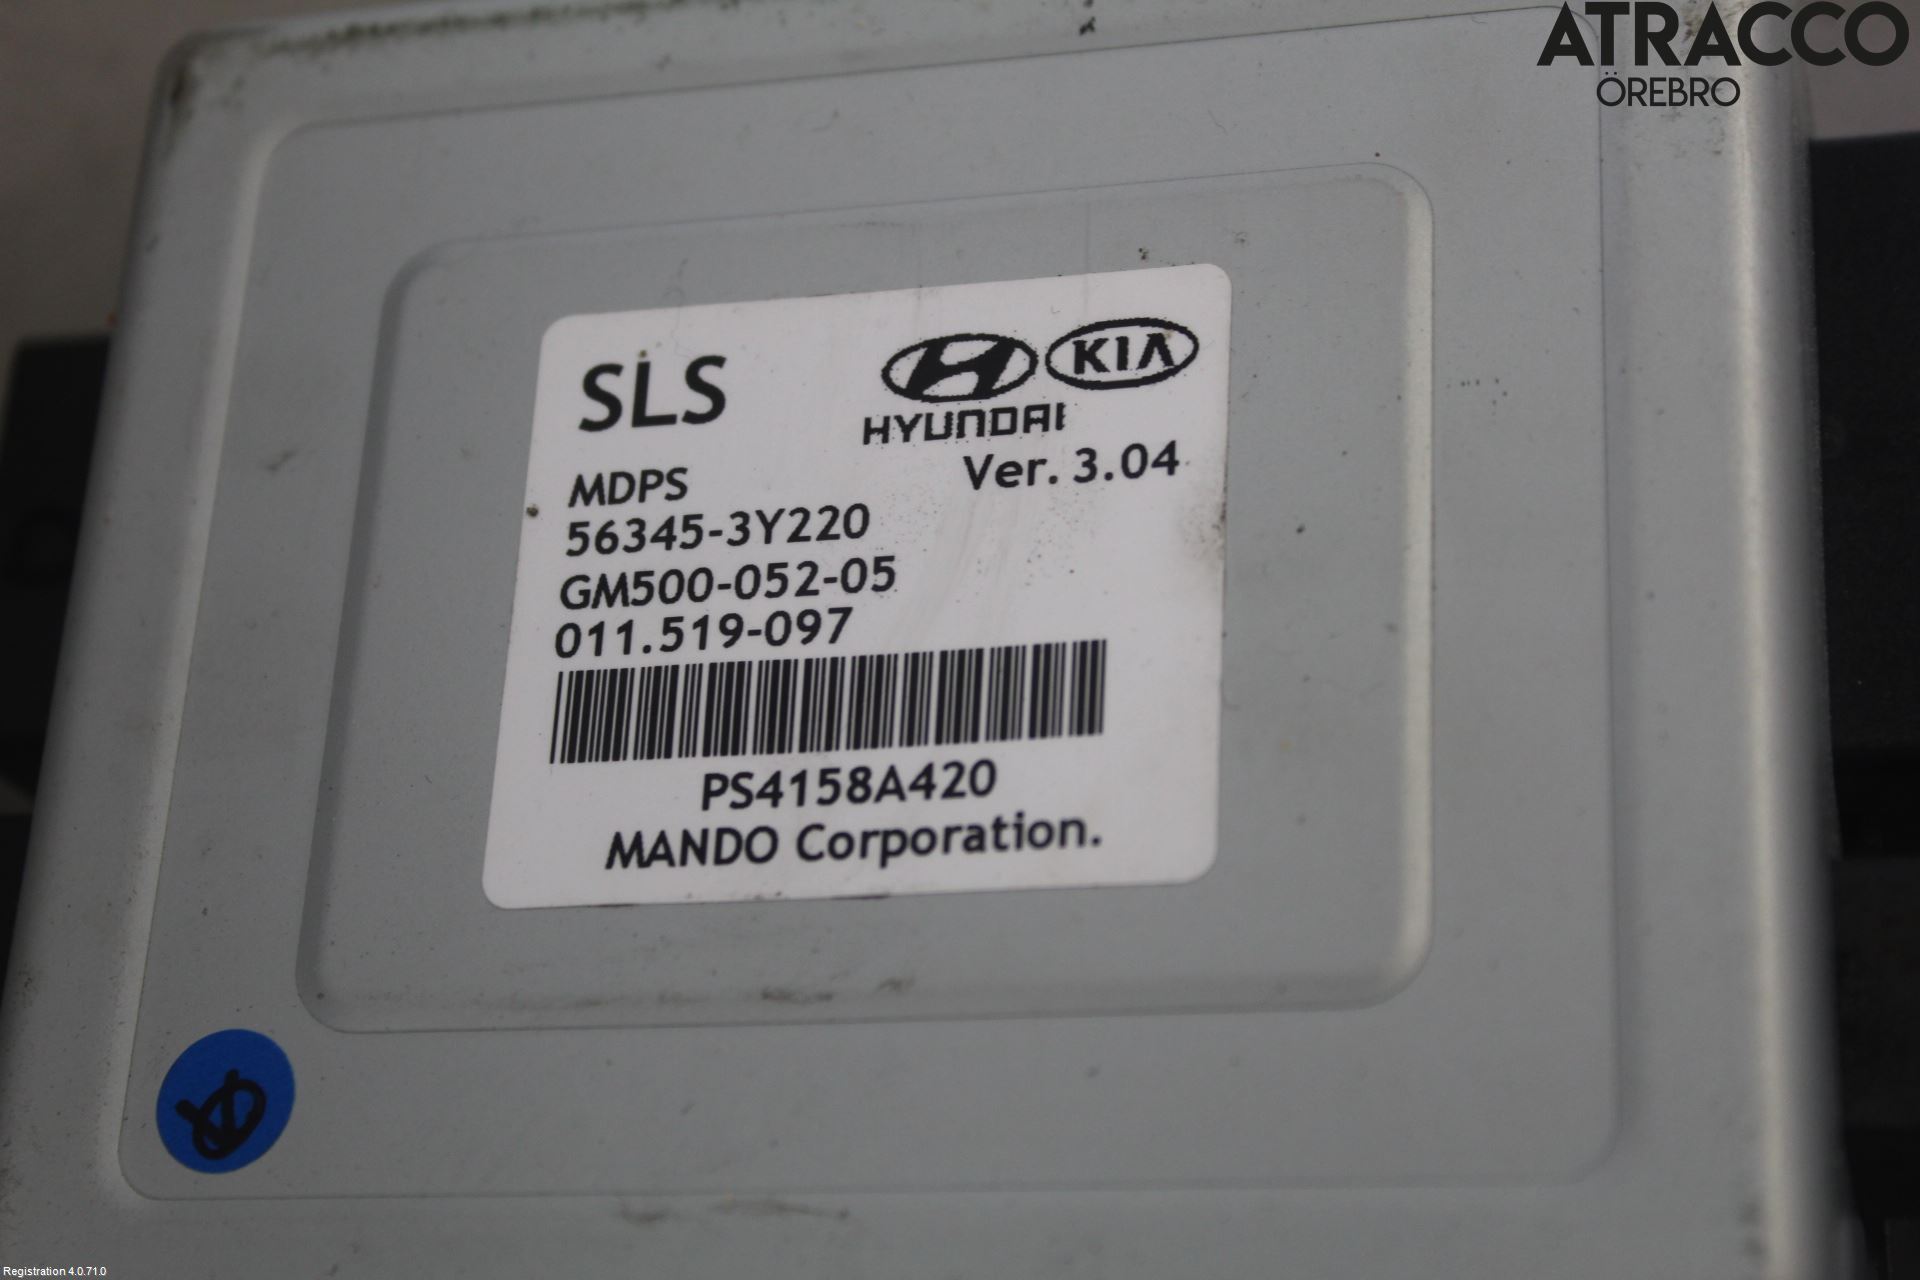 ATRACCO
ÖREBRO
SLS
KIA
HYUNDAI
MDPS
Ver. 3.04
56345-3Y220
GM500-052-05
011.519-097
PS4158A420
MANDO Corporation.
Registration 4.0.71.0